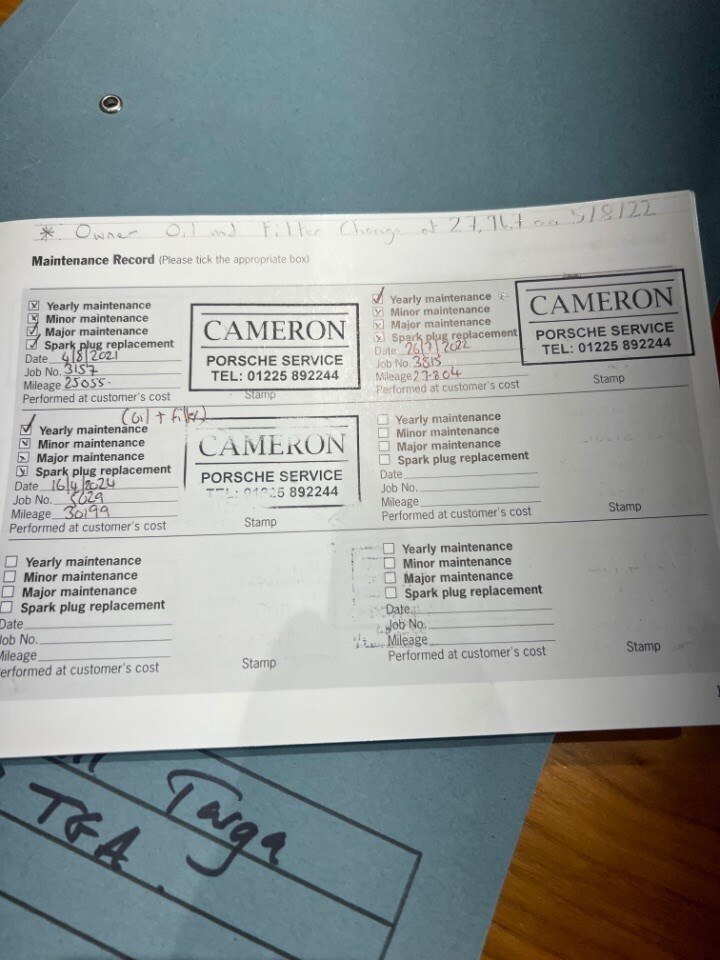 * Owner Oil and Filter Change at 27,967 on 5/8/22
Maintenance Record (Please tick the appropriate box)
Yearly maintenance
Minor maintenance
Major maintenance
Spark plug replacement
Date 4/8/2021
Job No. 3157
Mileage 25055.
Performed at customer's cost
CAMERON
PORSCHE SERVICE
TEL: 01225 892244
Stamp
Yearly maintenance
Minor maintenance
Major maintenance
Spark plug replacement
Date 26/7/2022
Job No. 3515
Mileage 27804
Performed at customer's cost
CAMERON
PORSCHE SERVICE
TEL: 01225 892244
Stamp
(oil + filter)
Yearly maintenance
Minor maintenance
Major maintenance
Spark plug replacement
Date 16/4/2024
Job No. 5029
Mileage 30199
Performed at customer's cost
CAMERON
PORSCHE SERVICE
TEL: 01225 892244
Stamp
Yearly maintenance
Minor maintenance
Major maintenance
Spark plug replacement
Date
Job No.
Mileage
Performed at customer's cost
Stamp
Yearly maintenance
Minor maintenance
Major maintenance
Spark plug replacement
Date
Job No.
Mileage
erformed at customer's cost
Stamp
Yearly maintenance
Minor maintenance
Major maintenance
Spark plug replacement
Date
Job No.
Mileage
Performed at customer's cost
Stamp
Targa
TGA.